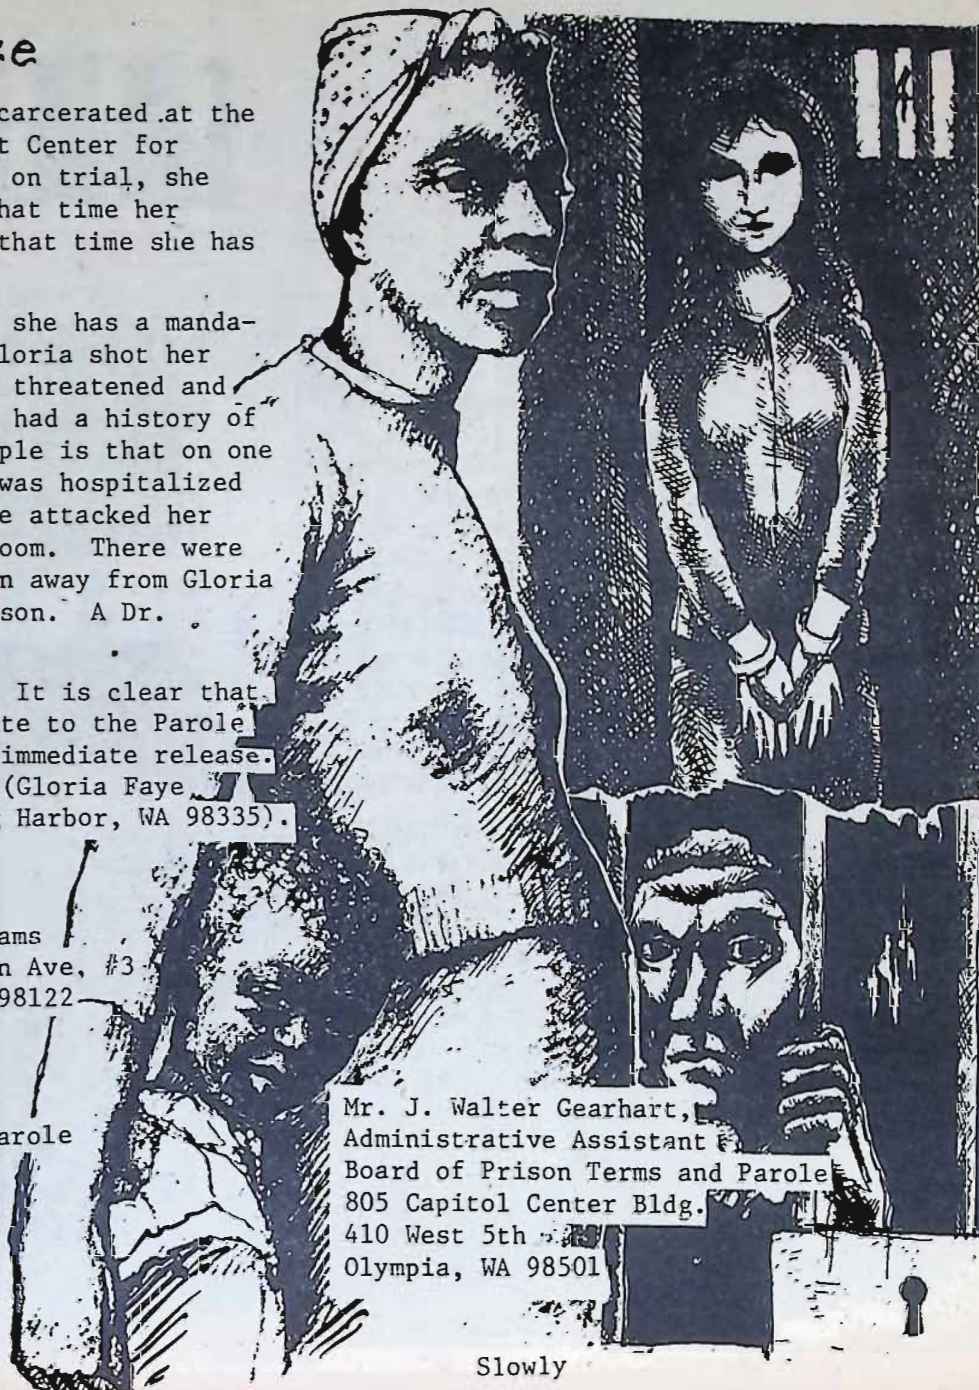 carcerated at the
t Center for
on trial, she
hat time her
that time she has
she has a manda-
loria shot her
threatened and
had a history of
ple is that on one
was hospitalized
e attacked her
oom. There were
n away from Gloria
son. A Dr.
It is clear that
te to the Parole
immediate release.
(Gloria Faye
Harbor, WA 98335).
ams
n Ave, #3
98122
arole
Mr. J. Walter Gearhart,
Administrative Assistant
Board of Prison Terms and Parole
805 Capitol Center Bldg.
410 West 5th
Olympia, WA 98501
Slowly